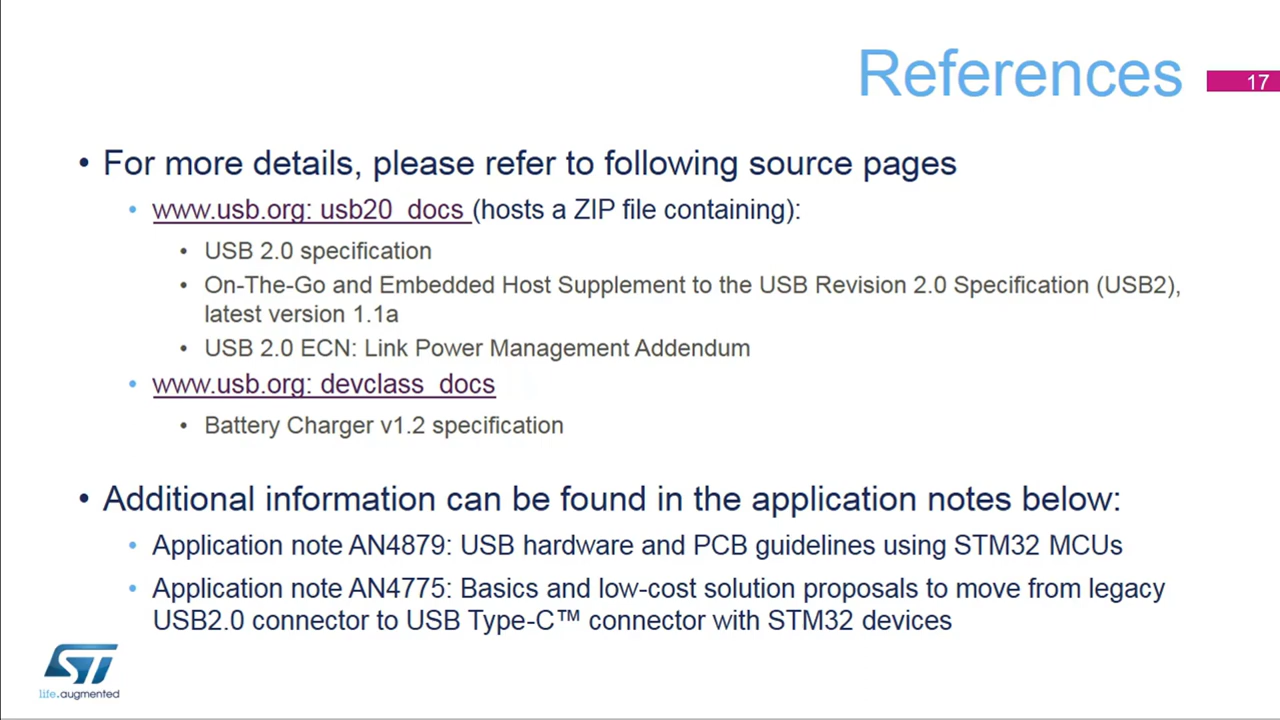 References
17
• For more details, please refer to following source pages
• www.usb.org: usb20_docs (hosts a ZIP file containing):
• USB 2.0 specification
• On-The-Go and Embedded Host Supplement to the USB Revision 2.0 Specification (USB2),
latest version 1.1a
• USB 2.0 ECN: Link Power Management Addendum
• www.usb.org: devclass_docs
• Battery Charger v1.2 specification
• Additional information can be found in the application notes below:
• Application note AN4879: USB hardware and PCB guidelines using STM32 MCUs
• Application note AN4775: Basics and low-cost solution proposals to move from legacy
USB2.0 connector to USB Type-C™ connector with STM32 devices
ST
life.augmented